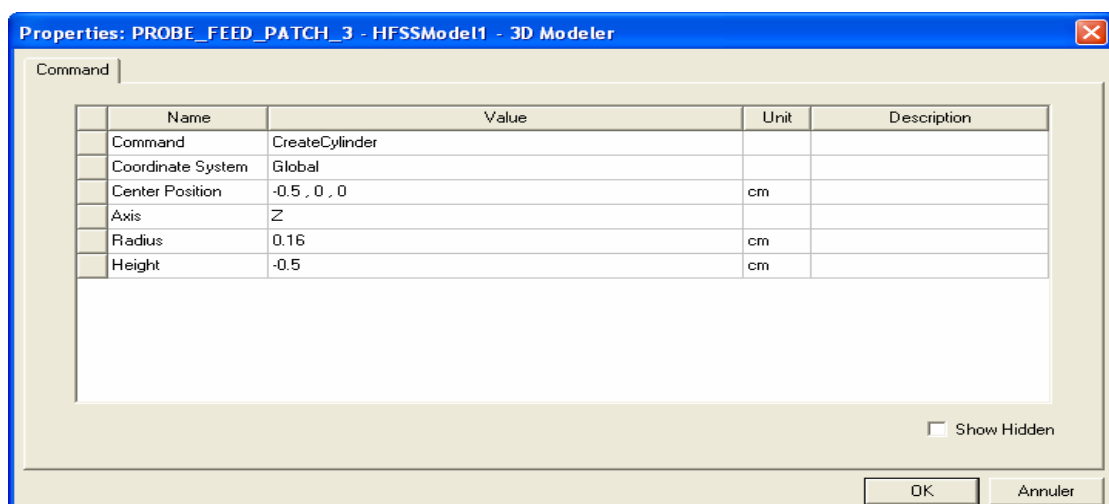 Properties: PROBE_FEED_PATCH_3 - HFSSModel1 - 3D Modeler
Command
Name Value Unit Description
Command CreateCylinder
Coordinate System Global
Center Position -0.5 , 0 , 0 cm
Axis Z
Radius 0.16 cm
Height -0.5 cm
Show Hidden
OK Annuler